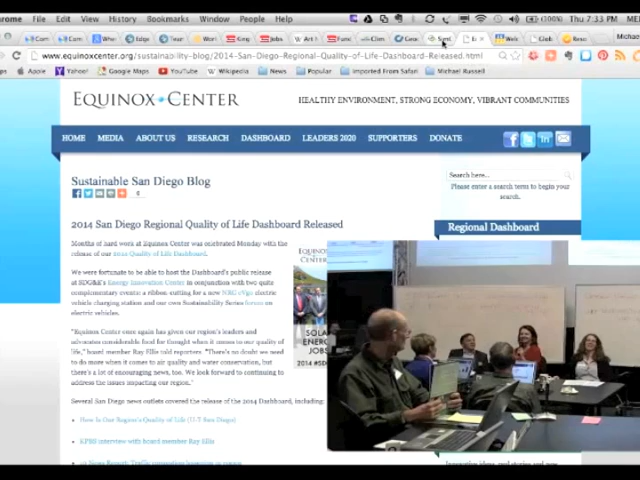 Chrome File Edit View History Bookmarks People Window Help
(100%) Thu 7:33 PM
www.equinoxcenter.org/sustainability-blog/2014-San-Diego-Regional-Quality-of-Life-Dashboard-Released.html
Apps Yahoo! Google Maps YouTube Wikipedia News Popular Imported From Safari Michael Russell
EQUINOX CENTER
HEALTHY ENVIRONMENT, STRONG ECONOMY, VIBRANT COMMUNITIES
HOME MEDIA ABOUT US RESEARCH DASHBOARD LEADERS 2020 SUPPORTERS DONATE
Sustainable San Diego Blog
0
Search here...
Please enter a search term to begin your
search.
2014 San Diego Regional Quality of Life Dashboard Released
Regional Dashboard
Months of hard work at Equinox Center was celebrated Monday with the
release of our 2014 Quality of Life Dashboard.
We were fortunate to be able to host the Dashboard's public release
at SDG&E's Energy Innovation Center in conjunction with two quite
complementary events: a ribbon cutting for a new NRG eVgo electric
vehicle charging station and our own Sustainability Series forum on
electric vehicles.
"Equinox Center once again has given our region's leaders and
advocates considerable food for thought when it comes to our quality of
life," board member Ray Ellis told reporters. "There's no doubt we need
to do more when it comes to air quality and water conservation, but
there's a lot of encouraging news, too. We look forward to continuing
to address the issues impacting our region."
Several San Diego news outlets covered the release of the 2014 Dashboard, including:
How Is Our Region's Quality of Life (U-T San Diego)
KPBS interview with board member Ray Ellis
SOLAR
ENERGY
JOBS
2014